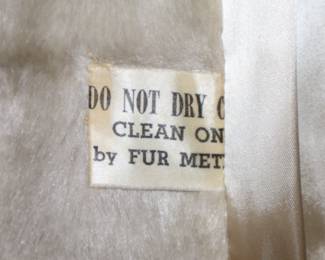 DO NOT DRY C
CLEAN ON
by FUR MET